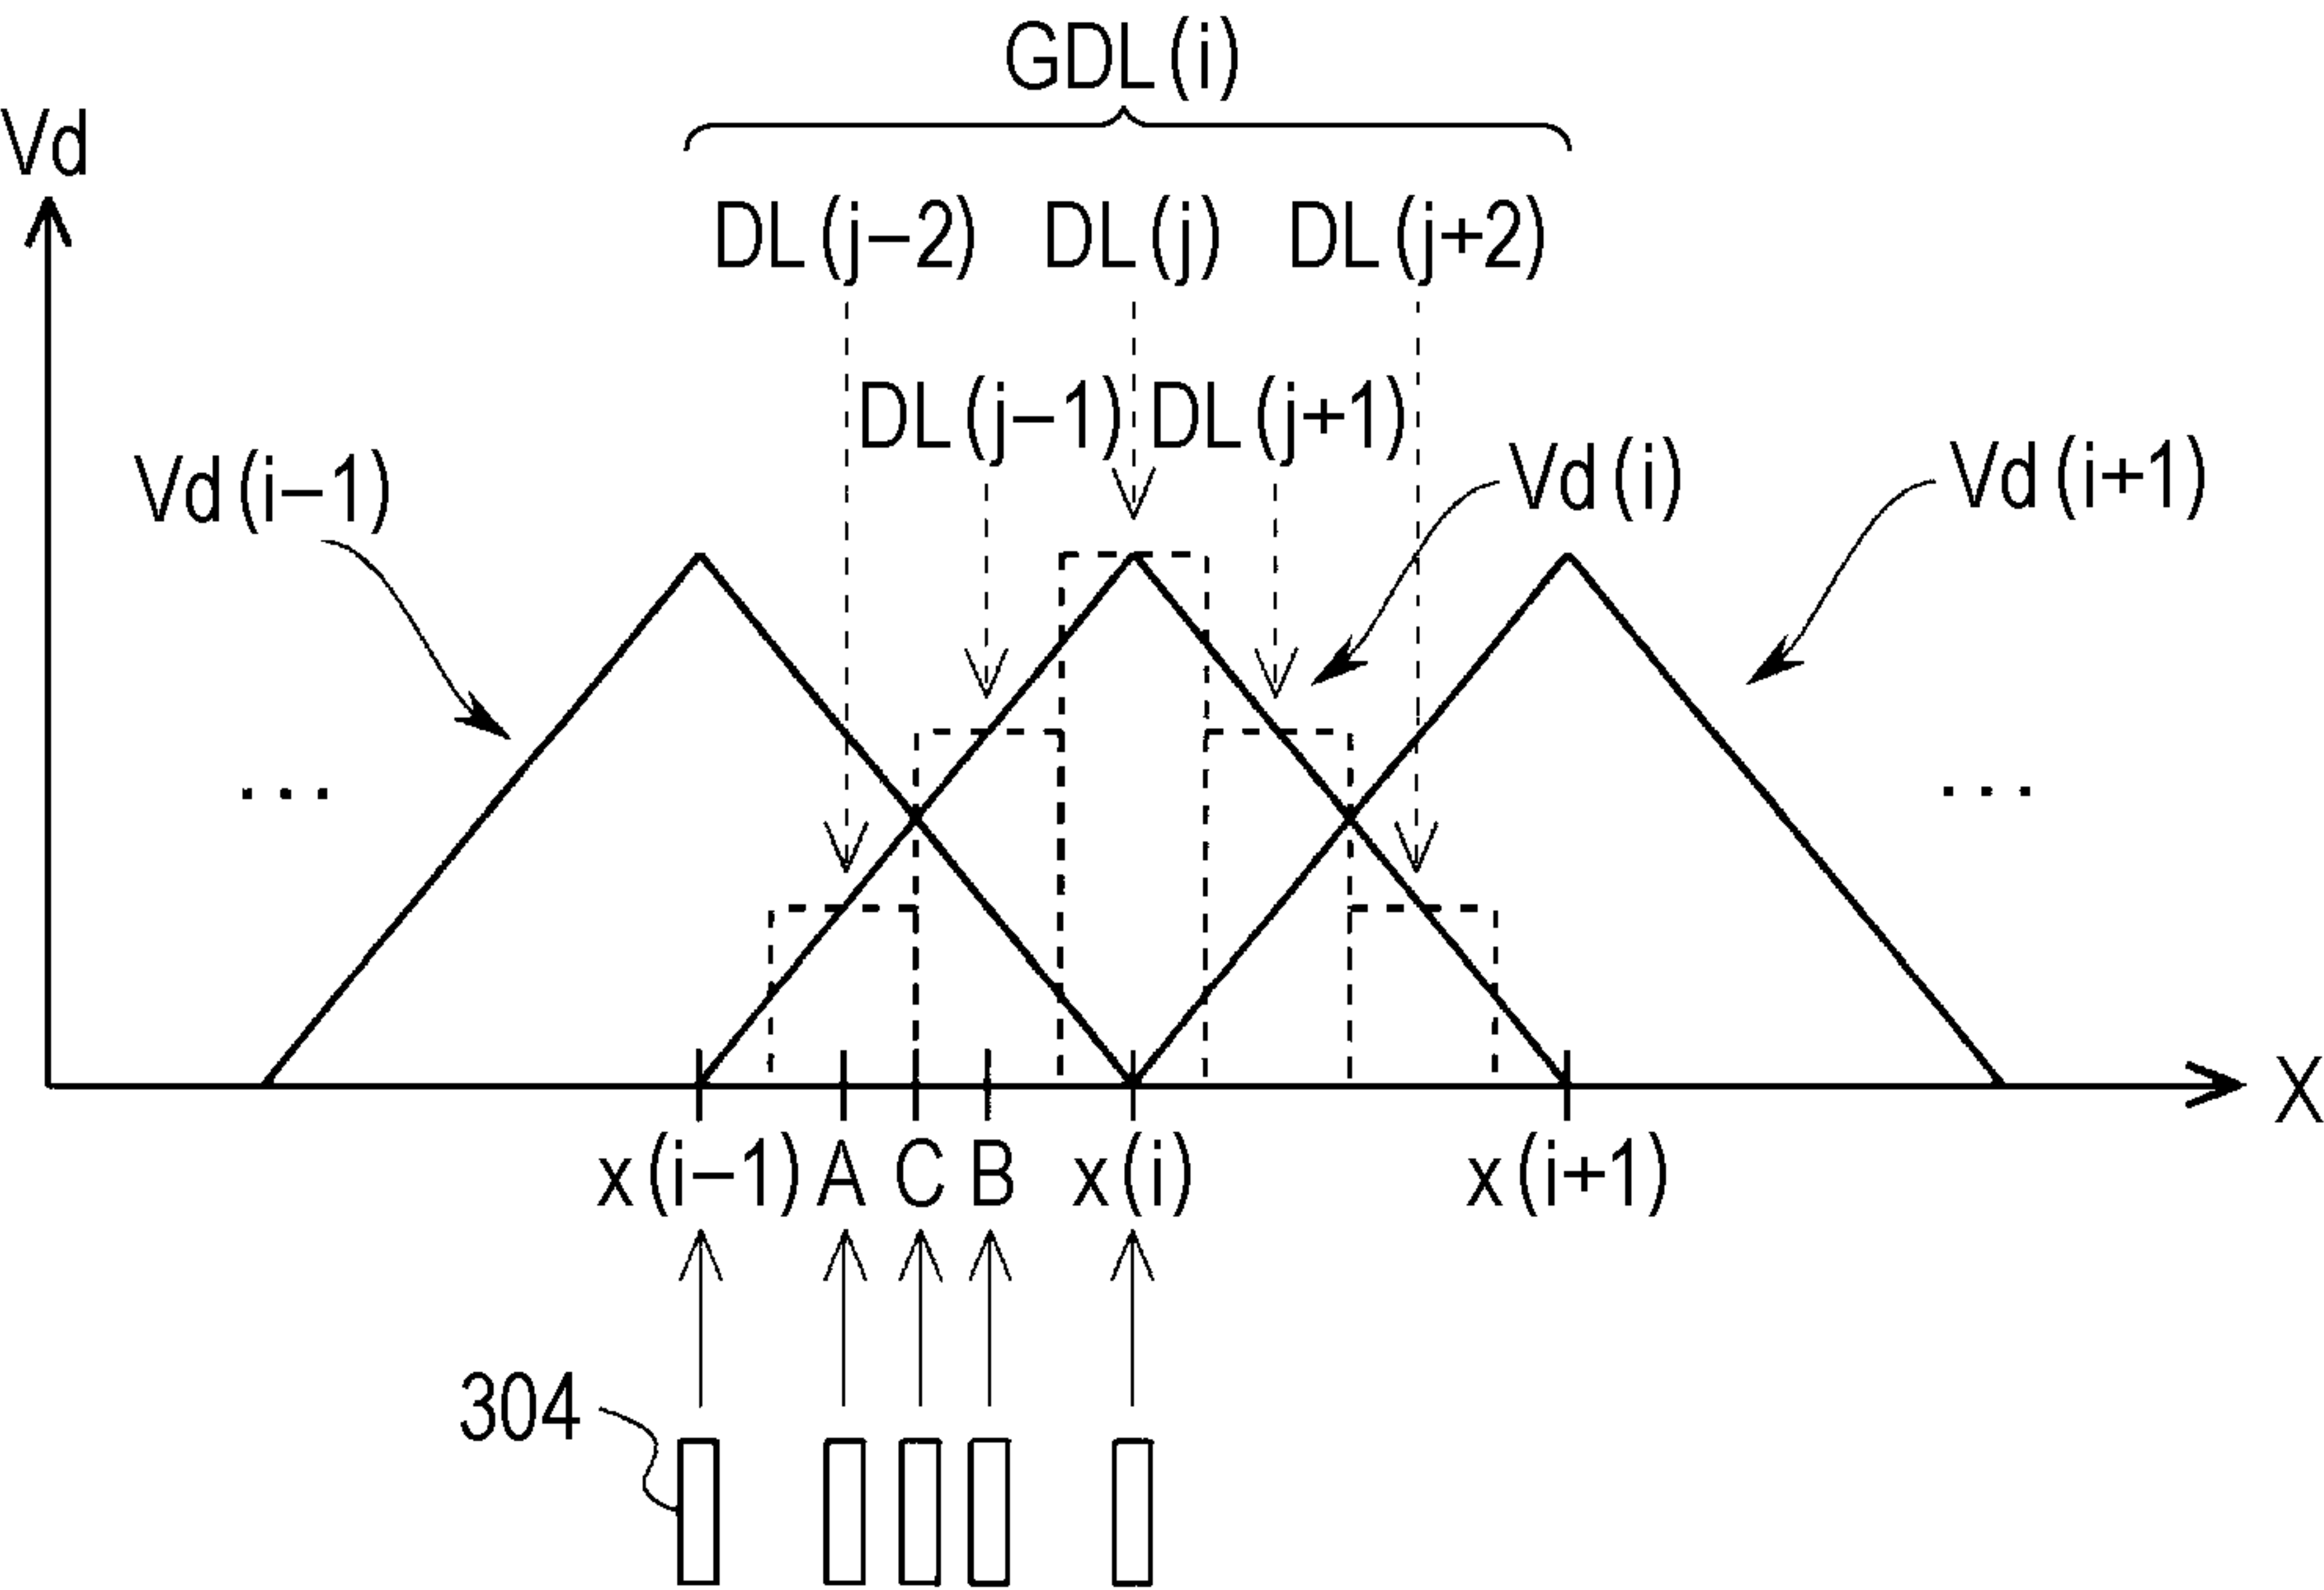 GDL(i)
Vd
DL(j−2) DL(j) DL(j+2)
DL(j−1) DL(j+1)
Vd(i−1) Vd(i) Vd(i+1)
... ...
X
x(i−1) A C B x(i) x(i+1)
304